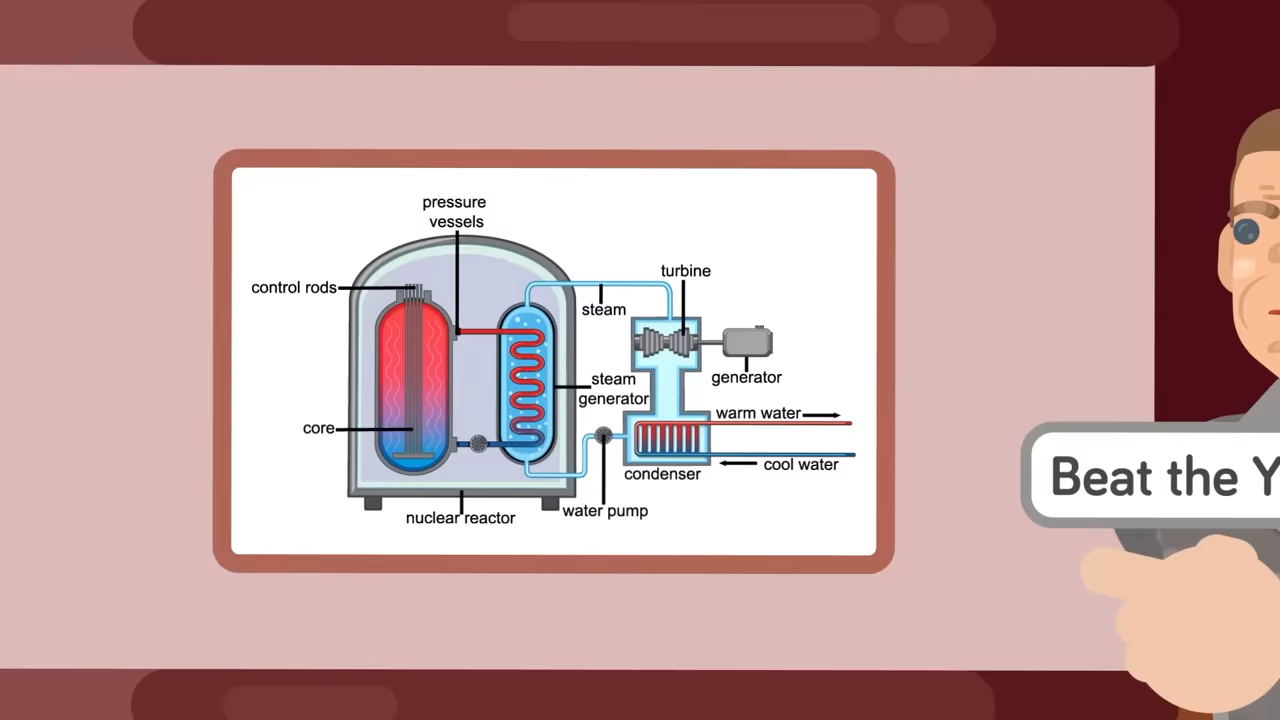 pressure
vessels
control rods
turbine
steam
steam
generator
generator
warm water
core
cool water
condenser
water pump
nuclear reactor
Beat the Y